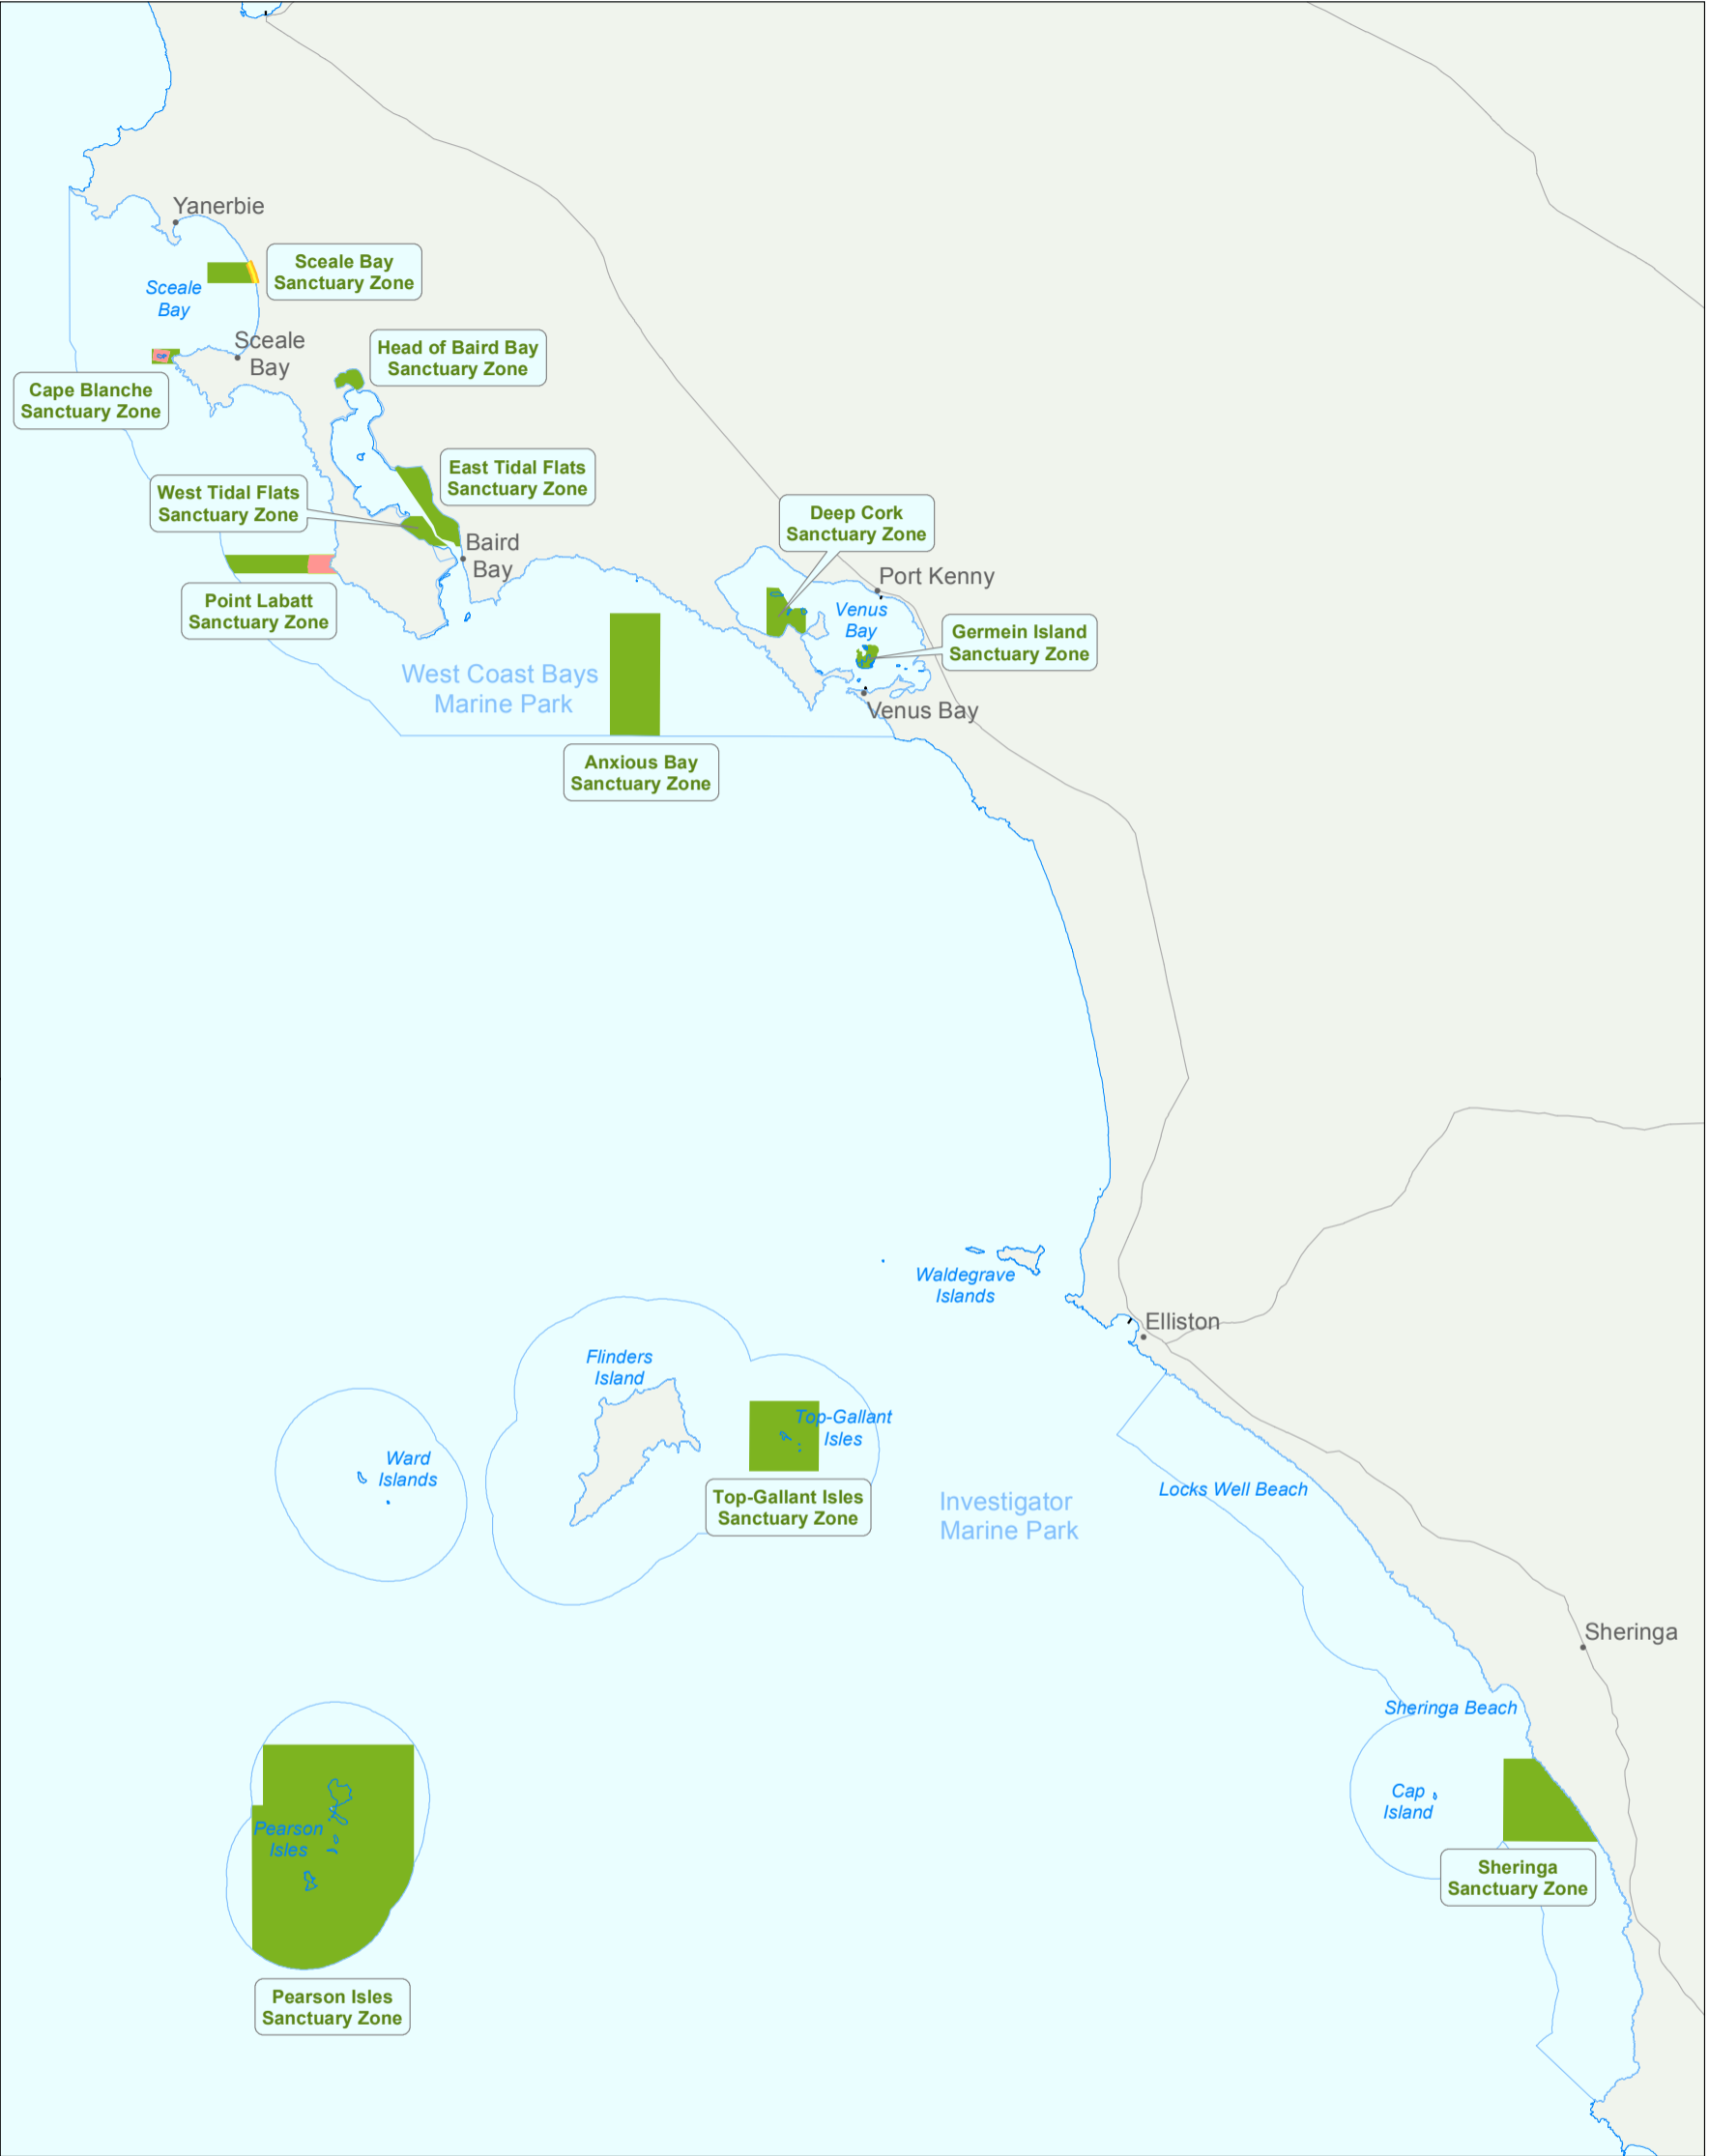 Yanerbie
Sceale Bay
Sanctuary Zone
Sceale
Bay
Sceale
Bay
Head of Baird Bay
Sanctuary Zone
Cape Blanche
Sanctuary Zone
East Tidal Flats
Sanctuary Zone
West Tidal Flats
Sanctuary Zone
Deep Cork
Sanctuary Zone
Baird
Bay
Port Kenny
Point Labatt
Sanctuary Zone
Venus
Bay
Germein Island
Sanctuary Zone
West Coast Bays
Marine Park
Venus Bay
Anxious Bay
Sanctuary Zone
Waldegrave
Islands
Elliston
Flinders
Island
Top-Gallant
Isles
Ward
Islands
Top-Gallant Isles
Sanctuary Zone
Investigator
Marine Park
Locks Well Beach
Sheringa
Sheringa Beach
Cap
Island
Pearson
Isles
Sheringa
Sanctuary Zone
Pearson Isles
Sanctuary Zone